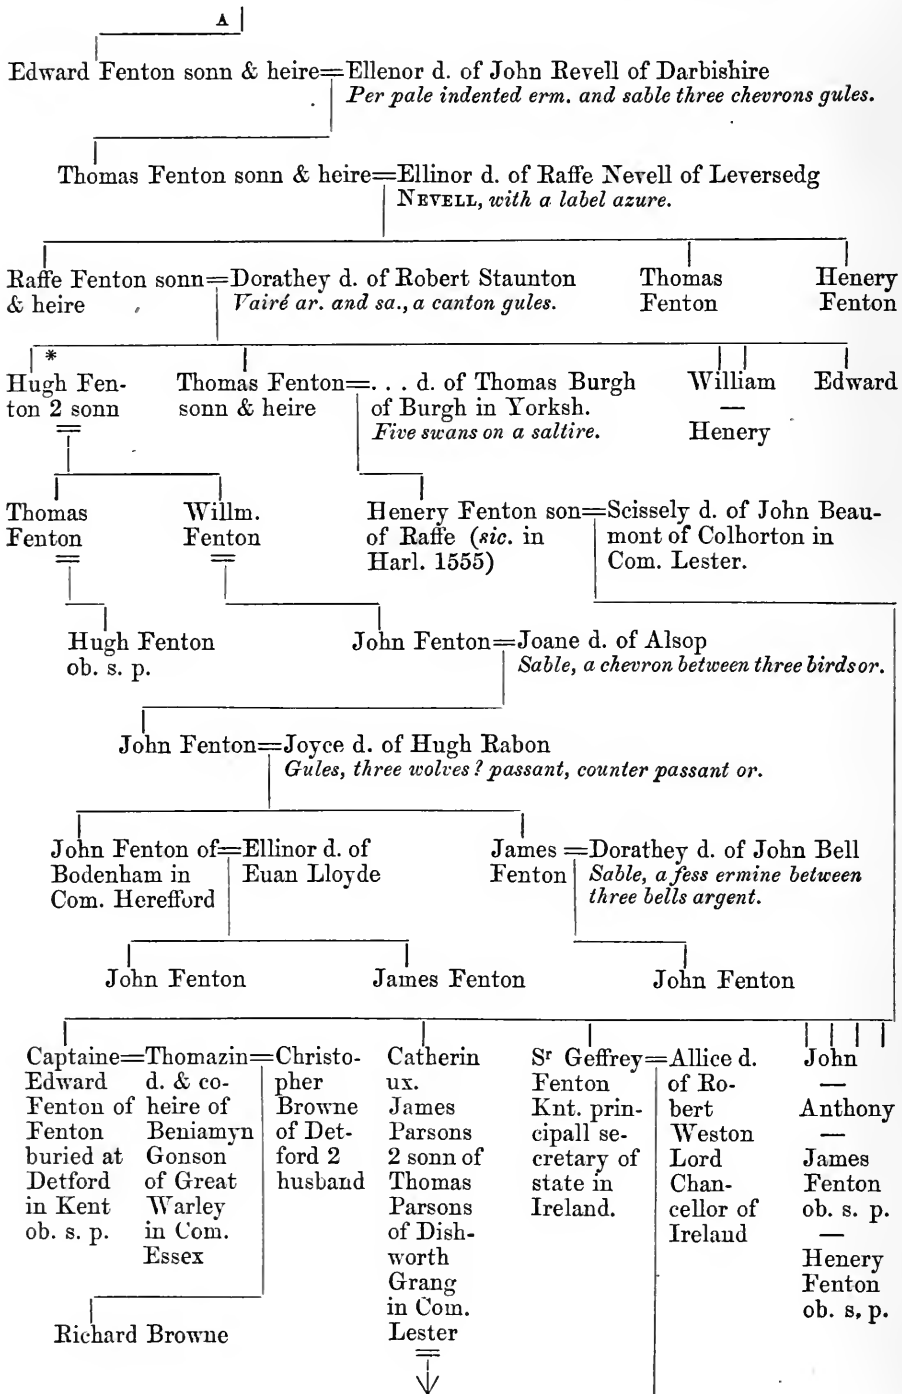 A
Edward Fenton sonn & heire=Ellenor d. of John Revell of Darbishire
Per pale indented erm. and sable three chevrons gules.
Thomas Fenton sonn & heire=Ellinor d. of Raffe Nevell of Leversedg
NEVELL, with a label azure.
Raffe Fenton sonn=Dorathey d. of Robert Staunton
& heire
Vairé ar. and sa., a canton gules.
Thomas
Fenton
Henery
Fenton
*
Hugh Fen-
ton 2 sonn
Thomas Fenton=. . . d. of Thomas Burgh
sonn & heire
of Burgh in Yorksh.
Five swans on a saltire.
William
—
Henery
Edward
Thomas
Fenton
Willm.
Fenton
Henery Fenton son=Scissely d. of John Beau-
of Raffe (sic. in
Harl. 1555)
mont of Colhorton in
Com. Lester.
Hugh Fenton
ob. s. p.
John Fenton=Joane d. of Alsop
Sable, a chevron between three birds or.
John Fenton=Joyce d. of Hugh Rabon
Gules, three wolves? passant, counter passant or.
John Fenton of=Ellinor d. of
Bodenham in
Com. Herefford
Euan Lloyde
James=Dorathey d. of John Bell
Fenton
Sable, a fess ermine between
three bells argent.
John Fenton
James Fenton
John Fenton
Captaine=Thomazin=Christo-
Edward
Fenton of
Fenton
buried at
Detford
in Kent
ob. s. p.
d. & co-
heire of
Beniamyn
Gonson
of Great
Warley
in Com.
Essex
pher
Browne
of Det-
ford 2
husband
Richard Browne
Catherin
ux.
James
Parsons
2 sonn of
Thomas
Parsons
of Dish-
worth
Grang
in Com.
Lester
Sr Geffrey=Allice d.
Fenton
Knt. prin-
cipall se-
cretary of
state in
Ireland.
of Ro-
bert
Weston
Lord
Chan-
cellor of
Ireland
John
—
Anthony
—
James
Fenton
ob. s. p.
—
Henery
Fenton
ob. s, p.